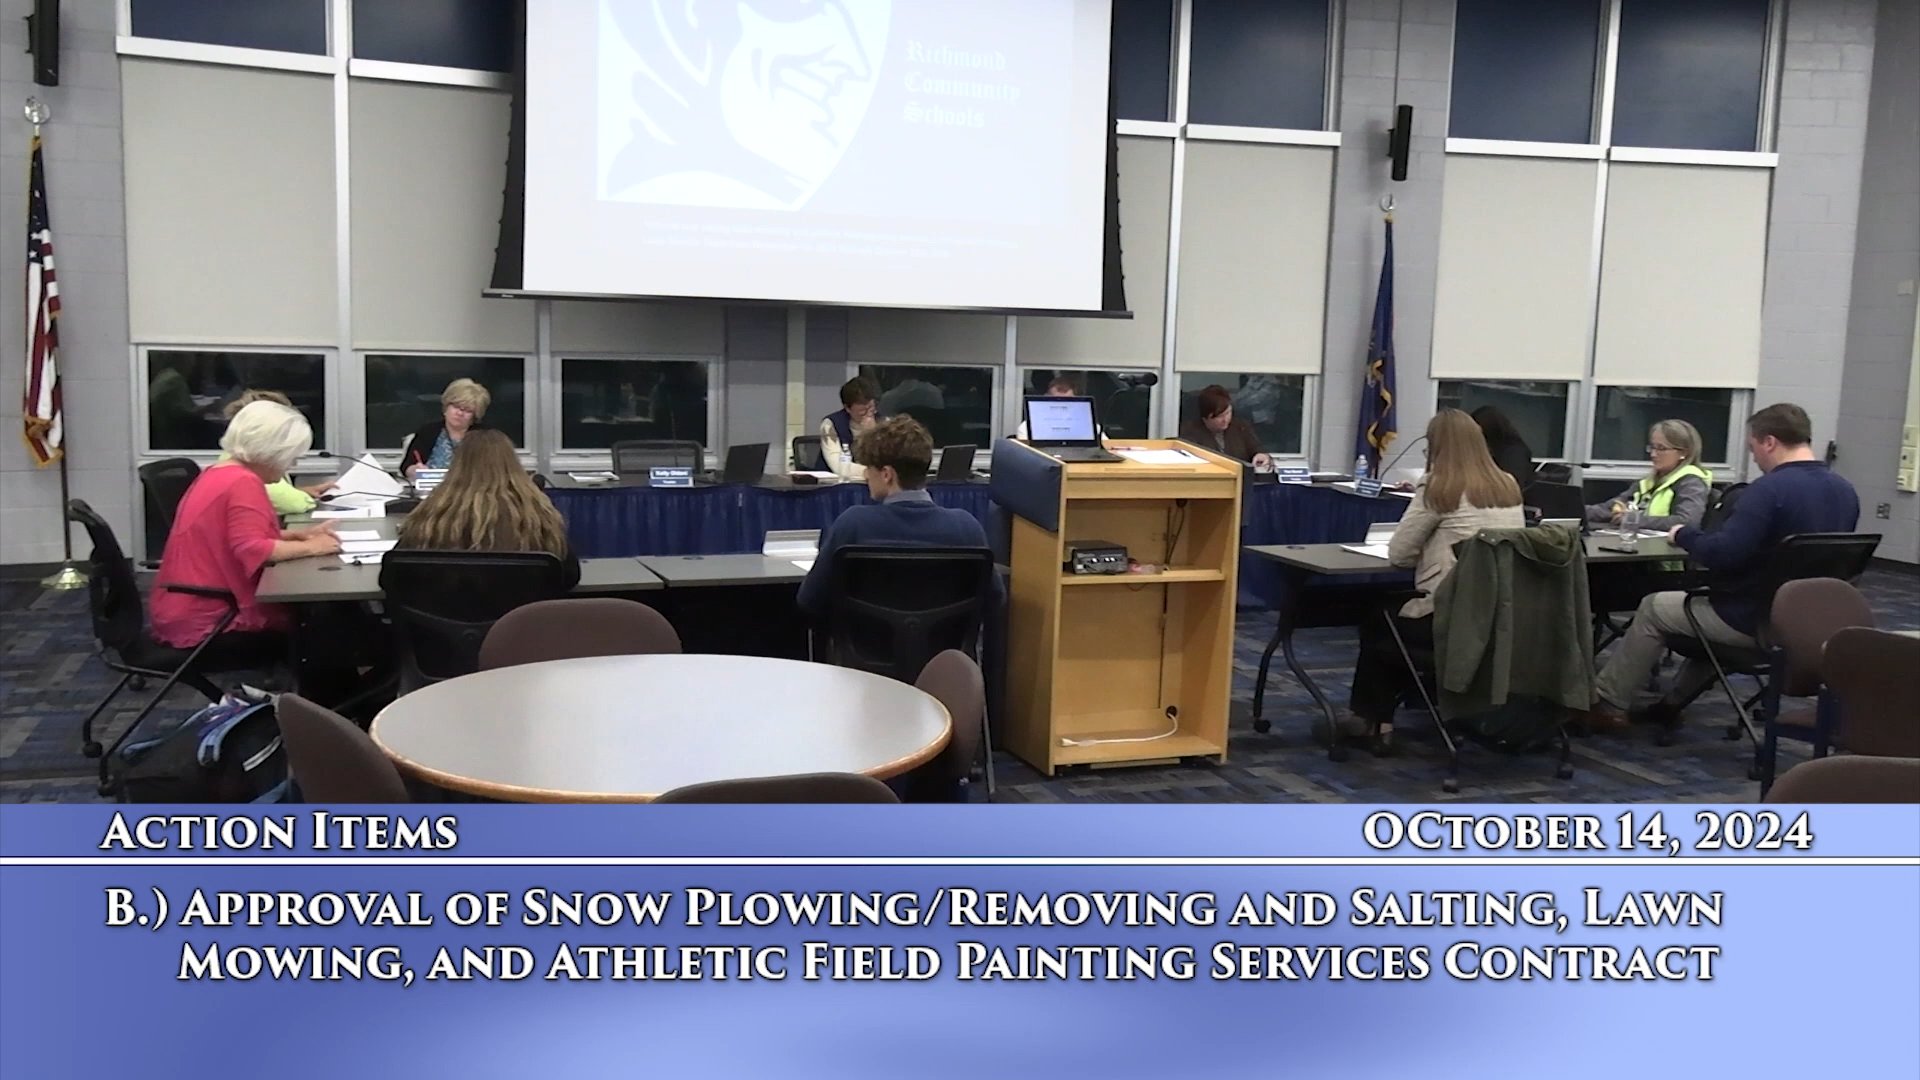 Richmond
Community
Schools
Kelly
ACTION ITEMS
OCTOBER 14, 2024
B.) APPROVAL OF SNOW PLOWING/REMOVING AND SALTING, LAWN
MOWING, AND ATHLETIC FIELD PAINTING SERVICES CONTRACT